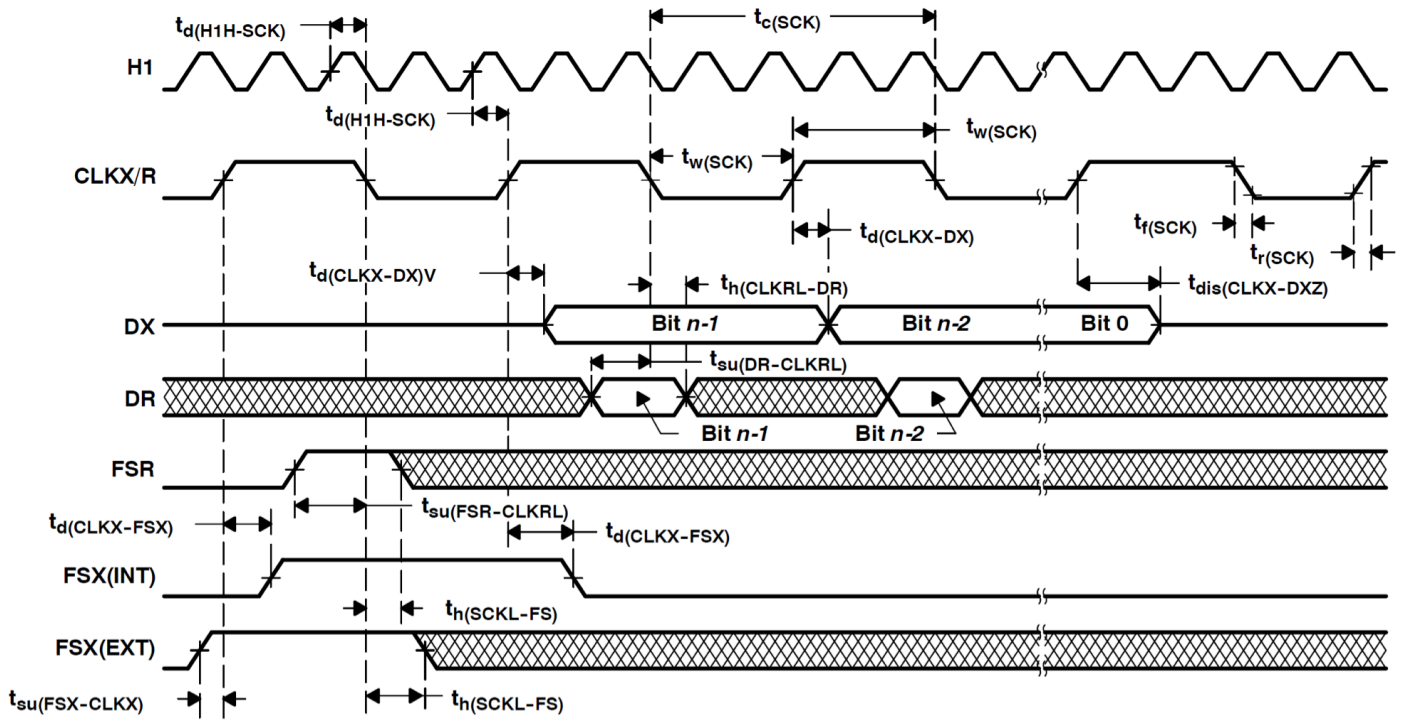 td(H1H-SCK)
tc(SCK)
H1
td(H1H-SCK)
tw(SCK)
tw(SCK)
CLKX/R
tf(SCK)
td(CLKX-DX)
tr(SCK)
td(CLKX-DX)V
th(CLKRL-DR)
tdis(CLKX-DXZ)
DX
Bit n-1
Bit n-2
Bit 0
tsu(DR-CLKRL)
DR
Bit n-1
Bit n-2
FSR
tsu(FSR-CLKRL)
td(CLKX-FSX)
td(CLKX-FSX)
FSX(INT)
th(SCKL-FS)
FSX(EXT)
tsu(FSX-CLKX)
th(SCKL-FS)